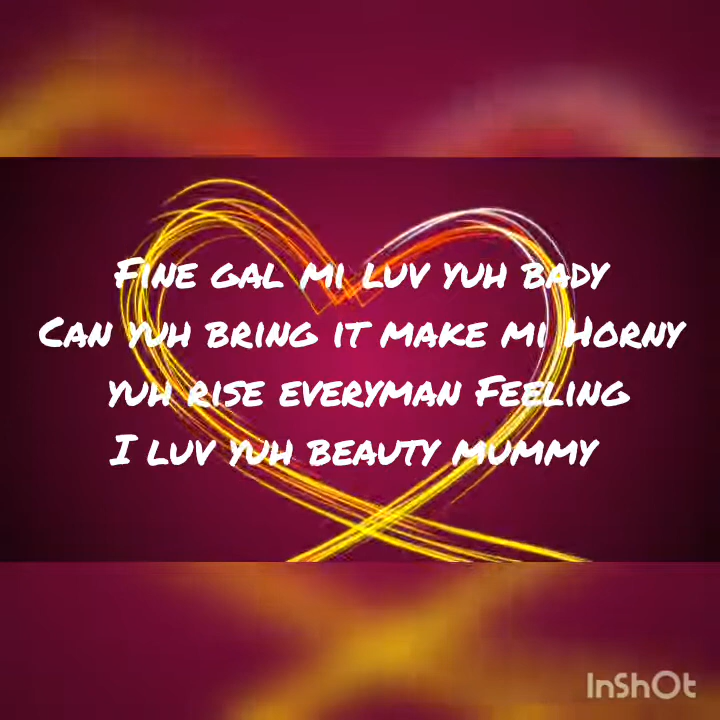 Fine gal mi luv yuh bady
Can yuh bring it make mi Horny
yuh rise everyman Feeling
I luv yuh beauty mummy
InShOt